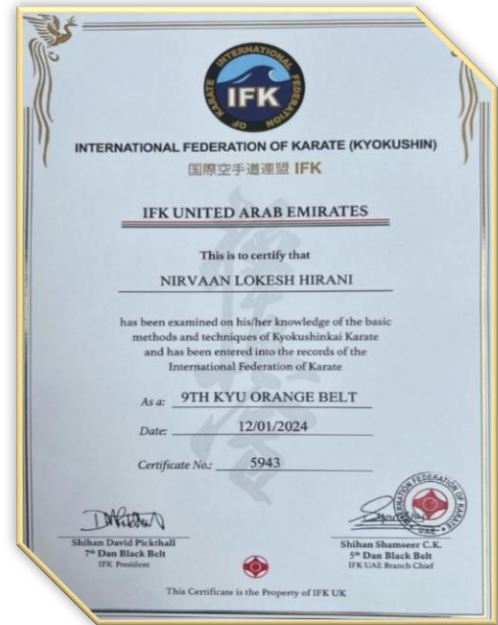 INTERNATIONAL FEDERATION OF KARATE
IFK
INTERNATIONAL FEDERATION OF KARATE (KYOKUSHIN)
国際空手道連盟 IFK
IFK UNITED ARAB EMIRATES
This is to certify that
NIRVAAN LOKESH HIRANI
has been examined on his/her knowledge of the basic
methods and techniques of Kyokushinkai Karate
and has been entered into the records of the
International Federation of Karate
As a: 9TH KYU ORANGE BELT
Date: 12/01/2024
Certificate No.: 5943
Shihan David Pickthall
7th Dan Black Belt
IFK President
Shihan Shamseer C.K.
5th Dan Black Belt
IFK UAE Branch Chief
This Certificate is the Property of IFK UK